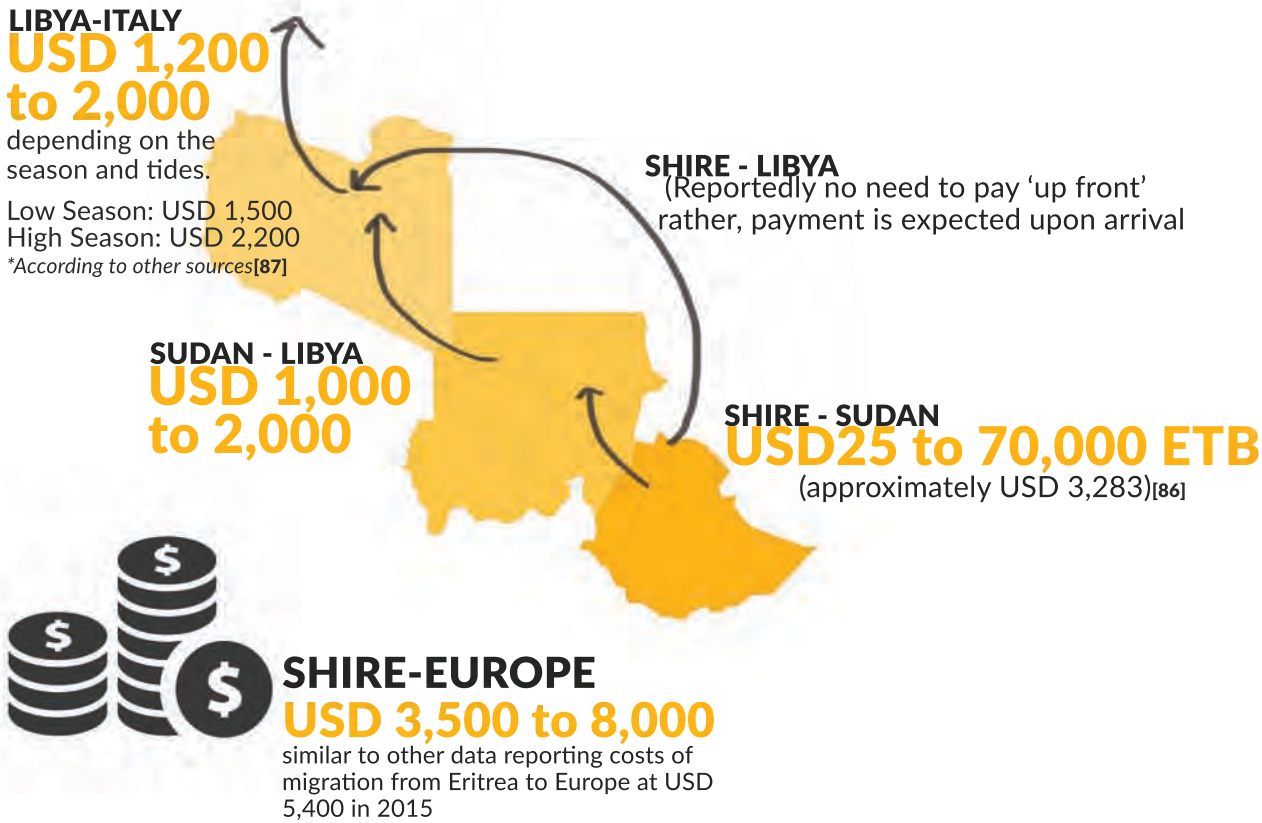 LIBYA-ITALY
USD 1,200
to 2,000
depending on the
season and tides.
Low Season: USD 1,500
High Season: USD 2,200
*According to other sources[87]
SHIRE - LIBYA
(Reportedly no need to pay ‘up front’
rather, payment is expected upon arrival
SUDAN - LIBYA
USD 1,000
to 2,000
SHIRE - SUDAN
USD25 to 70,000 ETB
(approximately USD 3,283)[86]
$
$
$
SHIRE-EUROPE
USD 3,500 to 8,000
similar to other data reporting costs of
migration from Eritrea to Europe at USD
5,400 in 2015